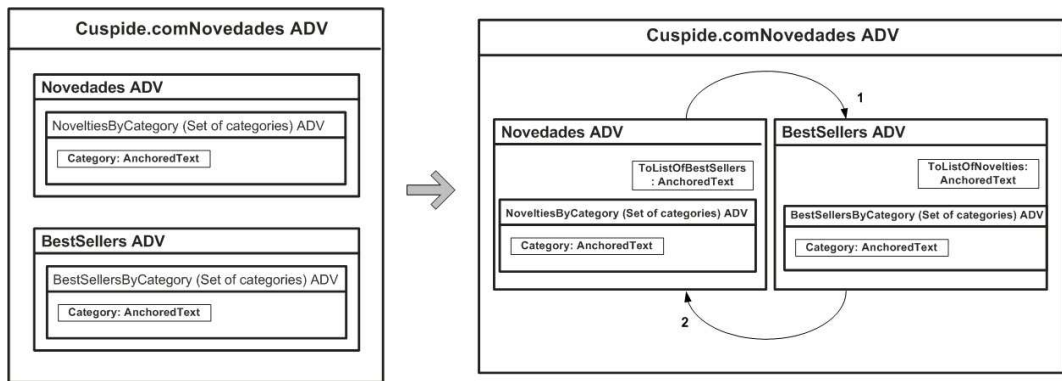 Cuspide.comNovedades ADV
Novedades ADV
NoveltiesByCategory (Set of categories) ADV
Category: AnchoredText
BestSellers ADV
BestSellersByCategory (Set of categories) ADV
Category: AnchoredText
Cuspide.comNovedades ADV
1
Novedades ADV
ToListOfBestSellers
: AnchoredText
NoveltiesByCategory (Set of categories) ADV
Category: AnchoredText
BestSellers ADV
ToListOfNovelties:
AnchoredText
BestSellersByCategory (Set of categories) ADV
Category: AnchoredText
2